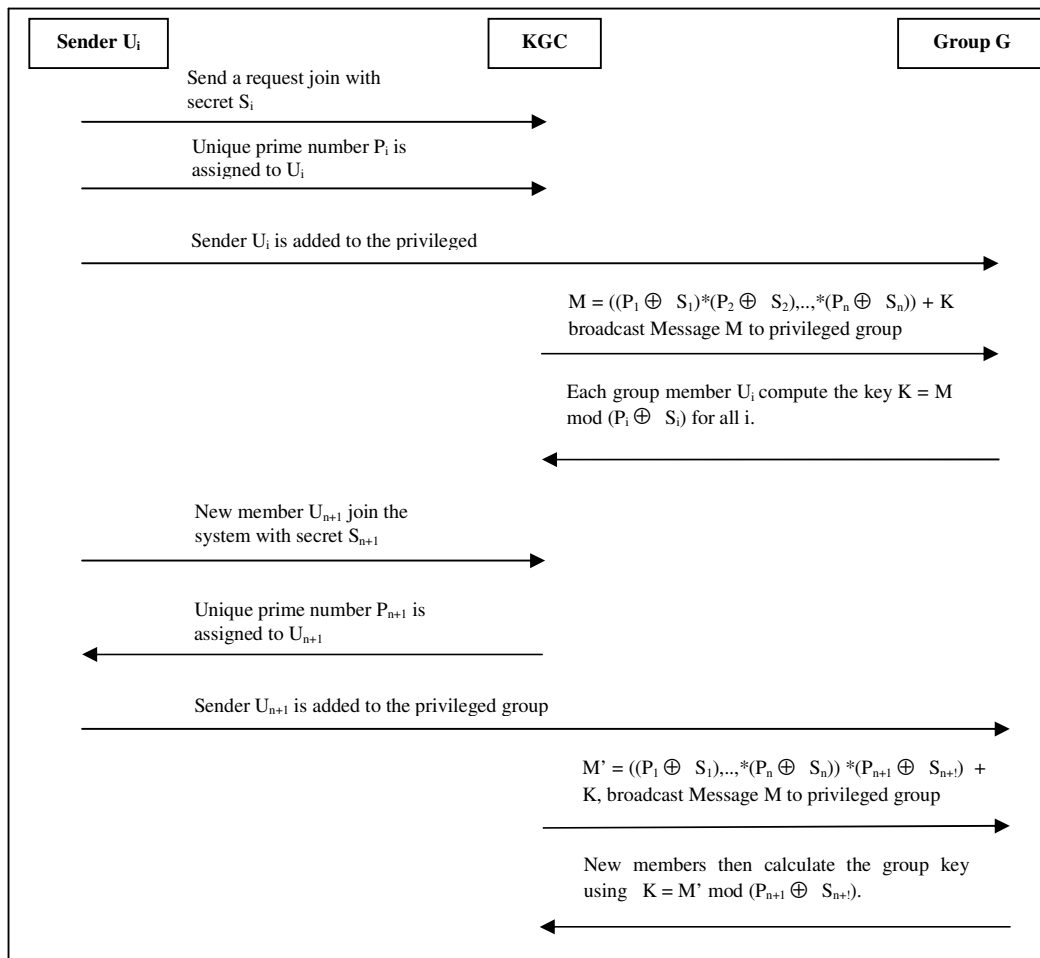 Sender Uᵢ
KGC
Group G
Send a request join with
secret Sᵢ
Unique prime number Pᵢ is
assigned to Uᵢ
Sender Uᵢ is added to the privileged
M = ((P₁ ⊕ S₁)*(P₂ ⊕ S₂),..,*(Pₙ ⊕ Sₙ)) + K
broadcast Message M to privileged group
Each group member Uᵢ compute the key K = M
mod (Pᵢ ⊕ Sᵢ) for all i.
New member Uₙ₊₁ join the
system with secret Sₙ₊₁
Unique prime number Pₙ₊₁ is
assigned to Uₙ₊₁
Sender Uₙ₊₁ is added to the privileged group
M’ = ((P₁ ⊕ S₁),..,*(Pₙ ⊕ Sₙ)) *(Pₙ₊₁ ⊕ Sₙ₊!) +
K, broadcast Message M to privileged group
New members then calculate the group key
using K = M’ mod (Pₙ₊₁ ⊕ Sₙ₊!).